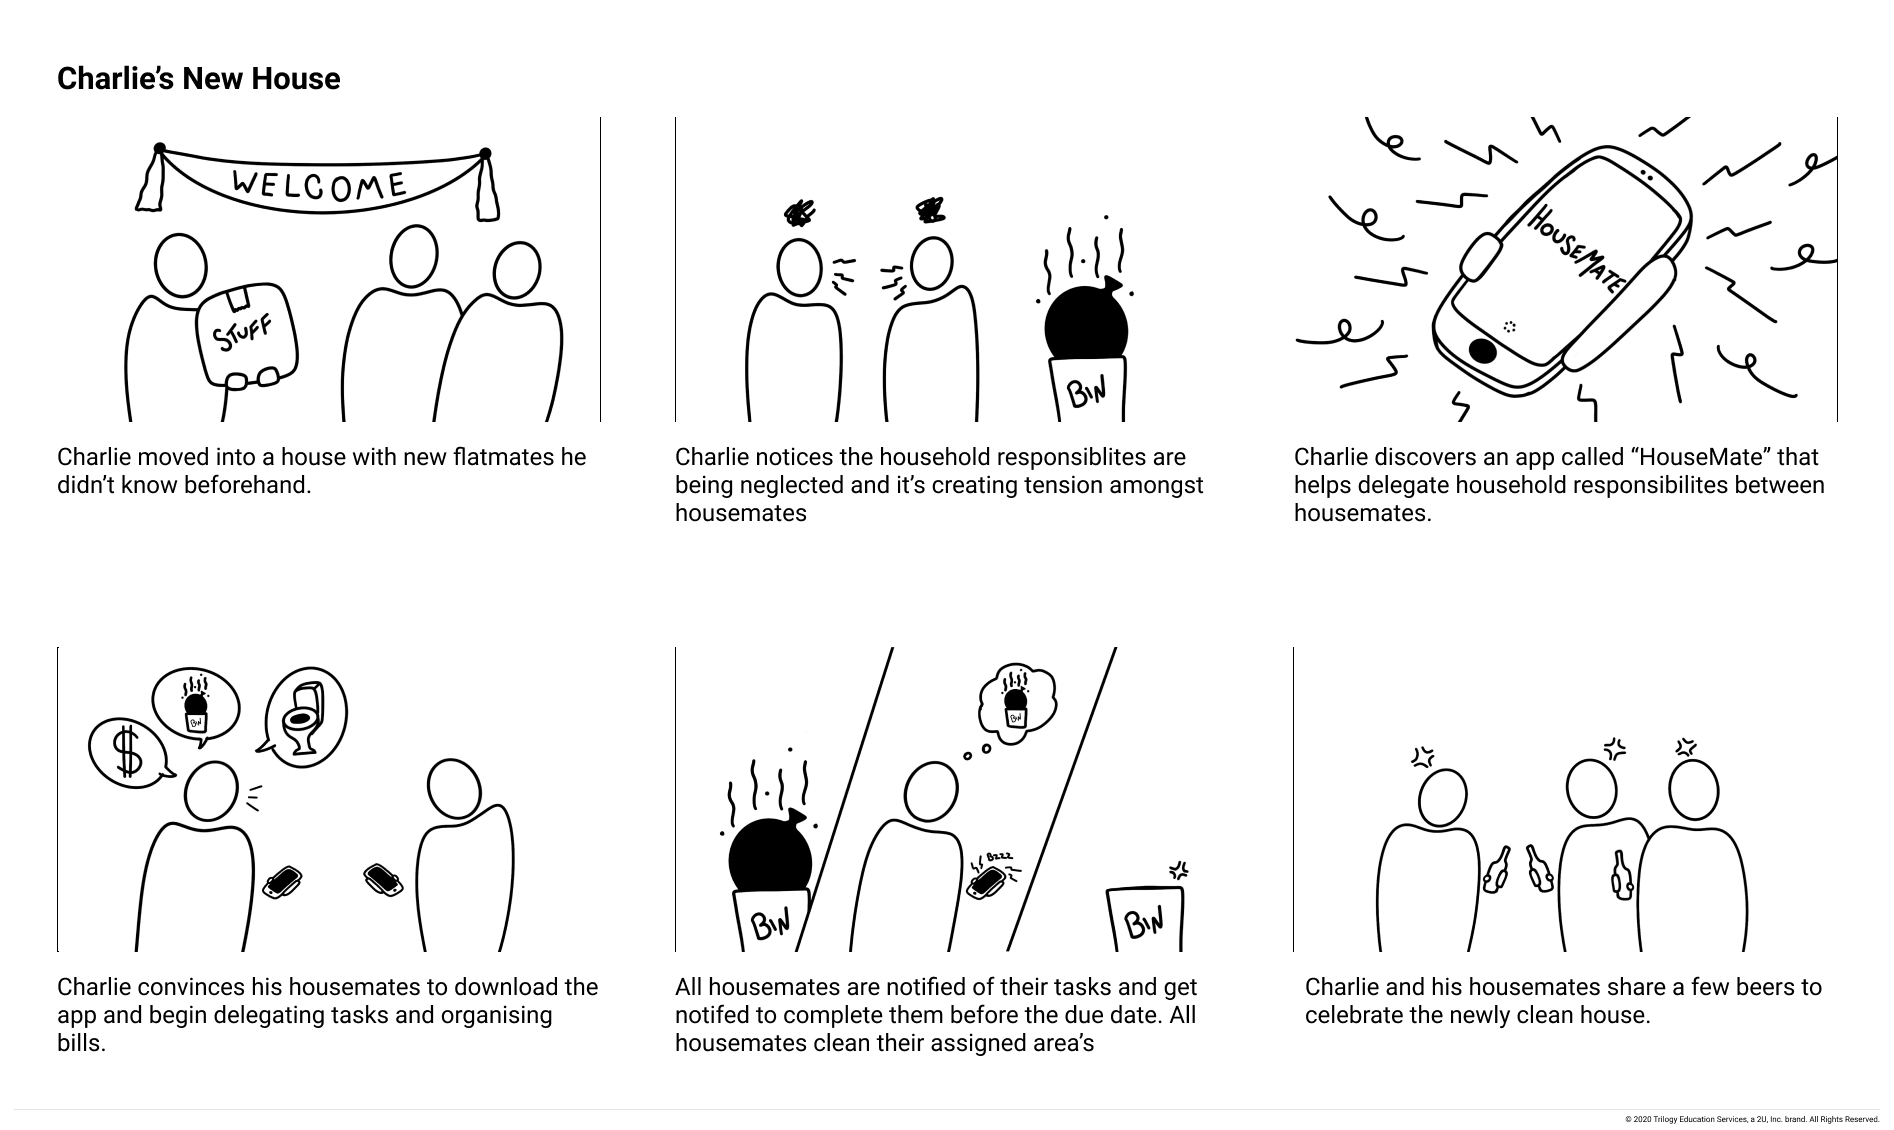 Charlie’s New House
WELCOME
STUFF
BIN
HOUSEMATE
Charlie moved into a house with new flatmates he
didn’t know beforehand.
Charlie notices the household responsiblites are
being neglected and it’s creating tension amongst
housemates
Charlie discovers an app called “HouseMate” that
helps delegate household responsibilites between
housemates.
$
BIN
BIN
BIN
Bzzz
BIN
Charlie convinces his housemates to download the
app and begin delegating tasks and organising
bills.
All housemates are notified of their tasks and get
notifed to complete them before the due date. All
housemates clean their assigned area’s
Charlie and his housemates share a few beers to
celebrate the newly clean house.
© 2020 Trilogy Education Services, a 2U, Inc. brand. All Rights Reserved.